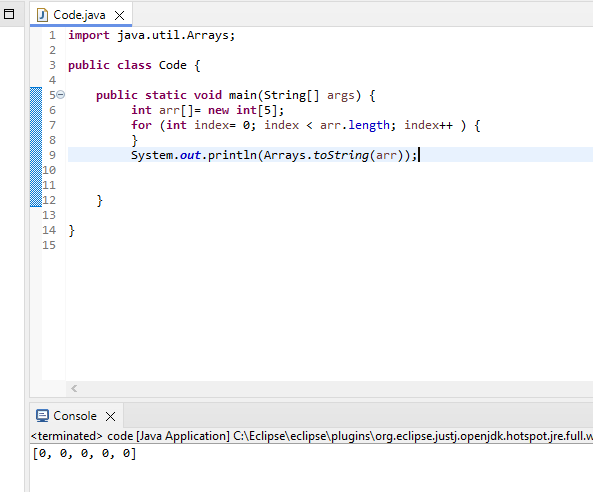 Code.java
1 import java.util.Arrays;
2
3 public class Code {
4
5 public static void main(String[] args) {
6 int arr[]= new int[5];
7 for (int index= 0; index < arr.length; index++ ) {
8 }
9 System.out.println(Arrays.toString(arr));
10
11
12 }
13
14 }
15
Console
<terminated> code [Java Application] C:\Eclipse\eclipse\plugins\org.eclipse.justj.openjdk.hotspot.jre.full.w
[0, 0, 0, 0, 0]